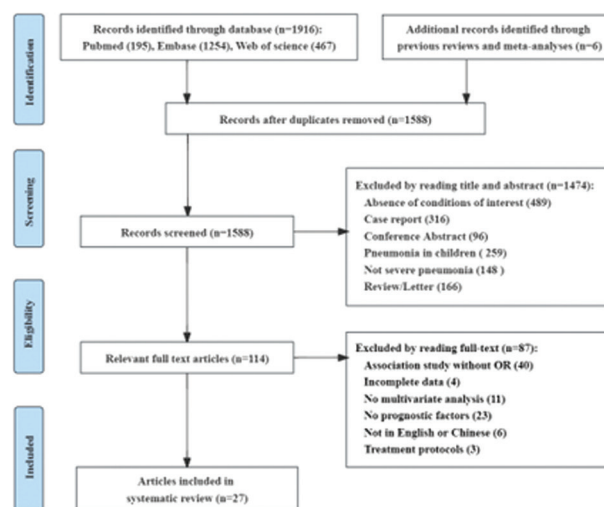 Identification
Records identified through database (n=1916):
Pubmed (195), Embase (1254), Web of science (467)
Additional records identified through
previous reviews and meta-analyses (n=6)
Records after duplicates removed (n=1588)
Screening
Records screened (n=1588)
Excluded by reading title and abstract (n=1474)
Absence of conditions of interest (489)
Case report (316)
Conference Abstract (96)
Pneumonia in children ( 259)
Not severe pneumonia (148 )
Review/Letter (166)
Eligibility
Relevant full text articles (n=114)
Excluded by reading full-text (n=87):
Association study without OR (40)
Incomplete data (4)
No multivariate analysis (11)
No prognostic factors (23)
Not in English or Chinese (6)
Treatment protocols (3)
Included
Articles included in
systematic review (n=27)